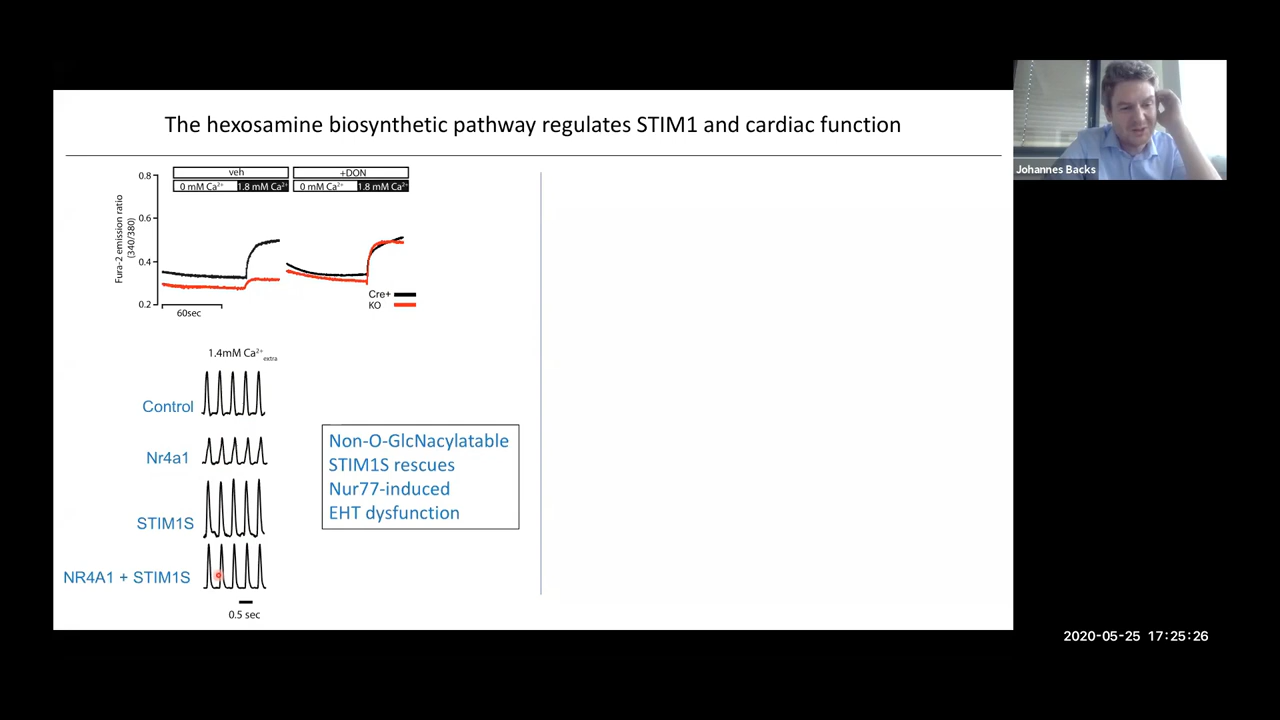 The hexosamine biosynthetic pathway regulates STIM1 and cardiac function
Johannes Backs
veh
+DON
0 mM Ca²⁺
1.8 mM Ca²⁺
0 mM Ca²⁺
1.8 mM Ca²⁺
0.8
0.6
0.4
0.2
Fura-2 emission ratio
(340/380)
60sec
Cre+
KO
1.4mM Ca²⁺extra
Control
Nr4a1
STIM1S
NR4A1 + STIM1S
0.5 sec
Non-O-GlcNacylatable
STIM1S rescues
Nur77-induced
EHT dysfunction
2020-05-25 17:25:26